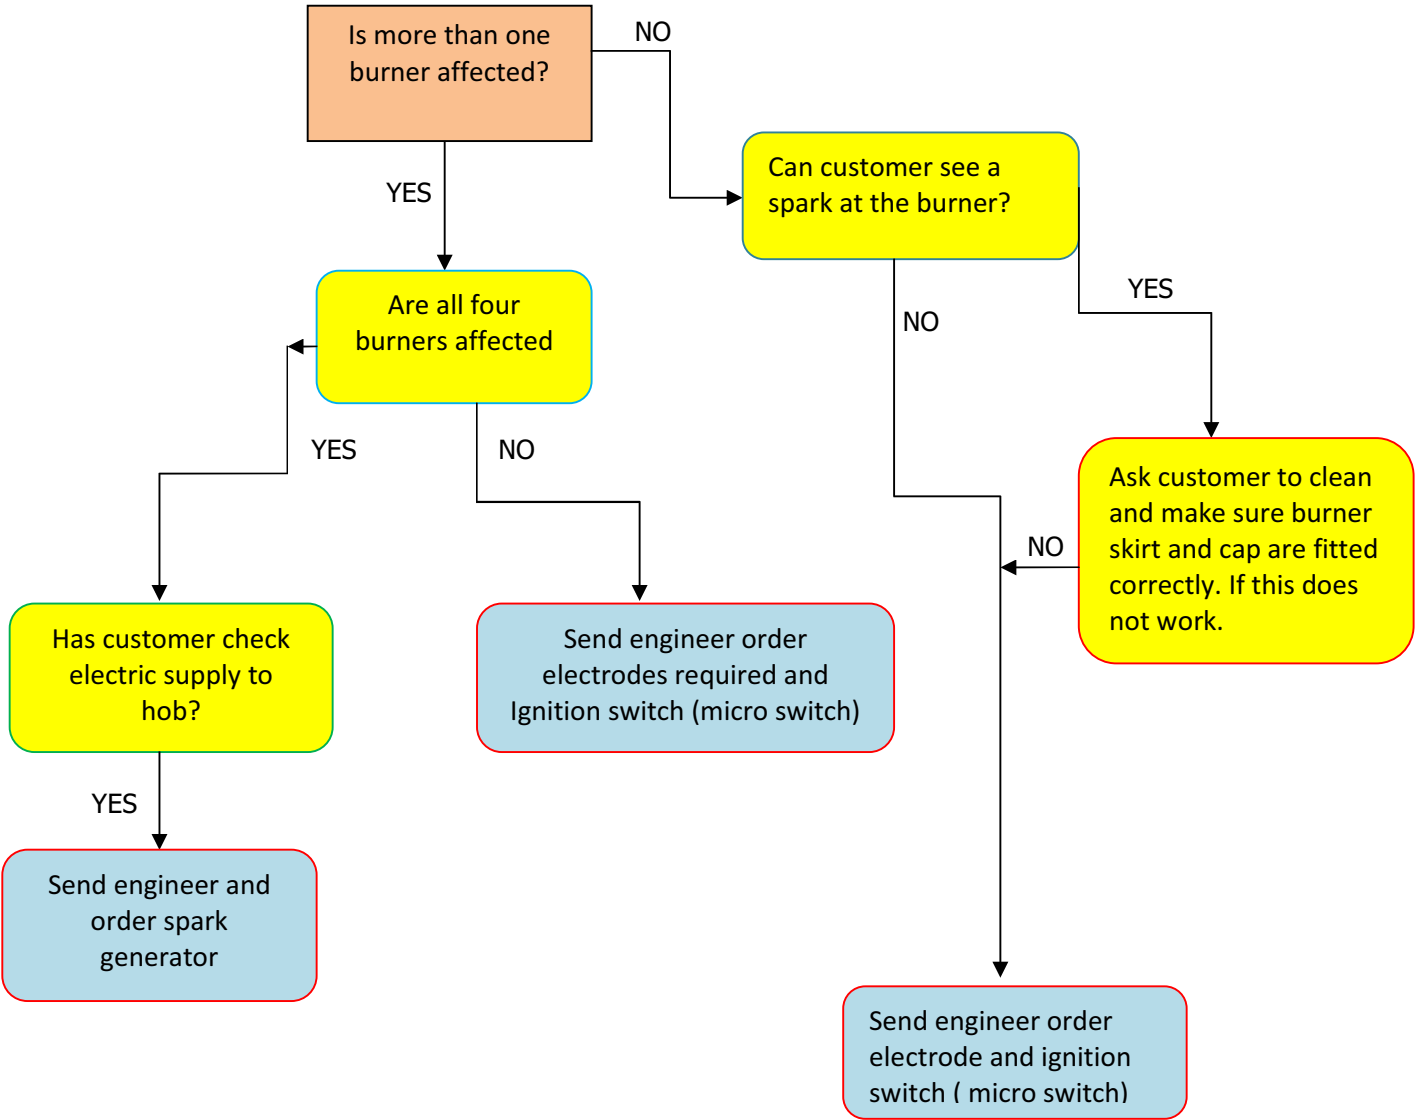 Is more than one
burner affected?
NO
Can customer see a
spark at the burner?
YES
Are all four
burners affected
YES
NO
YES
NO
Ask customer to clean
and make sure burner
skirt and cap are fitted
correctly. If this does
not work.
NO
Has customer check
electric supply to
hob?
Send engineer order
electrodes required and
Ignition switch (micro switch)
YES
Send engineer and
order spark
generator
Send engineer order
electrode and ignition
switch ( micro switch)